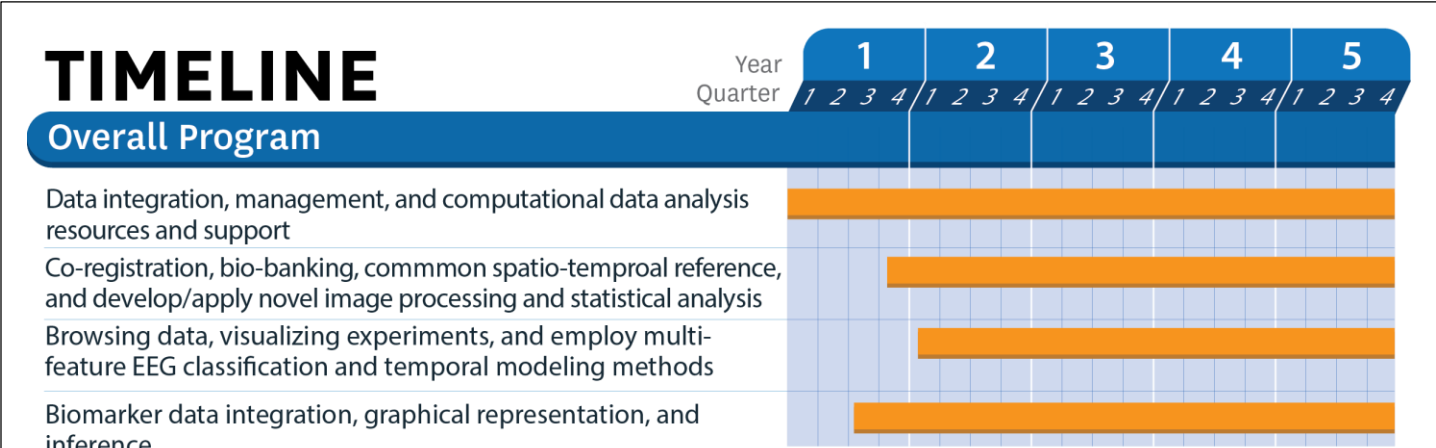 TIMELINE
Year 1 2 3 4 5
Quarter 1 2 3 4 1 2 3 4 1 2 3 4 1 2 3 4 1 2 3 4
Overall Program
Data integration, management, and computational data analysis
resources and support
Co-registration, bio-banking, commmon spatio-temproal reference,
and develop/apply novel image processing and statistical analysis
Browsing data, visualizing experiments, and employ multi-
feature EEG classification and temporal modeling methods
Biomarker data integration, graphical representation, and
inference